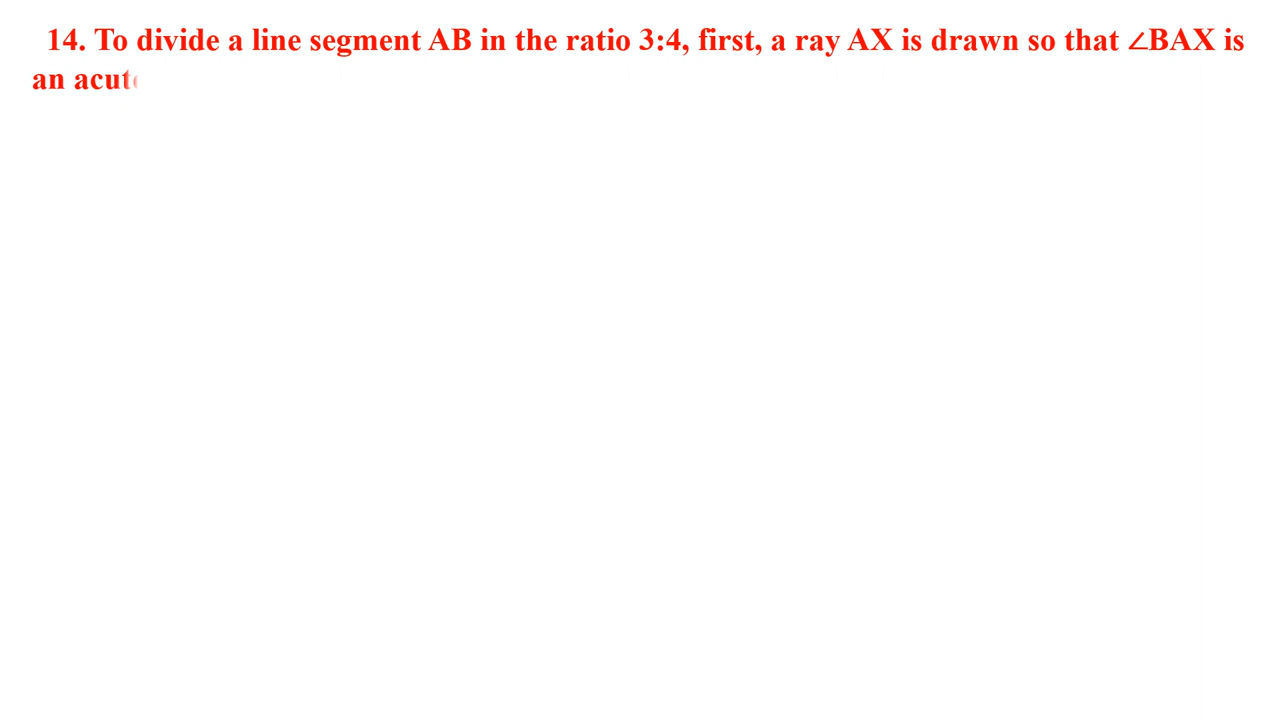 14. To divide a line segment AB in the ratio 3:4, first, a ray AX is drawn so that ∠BAX is
an